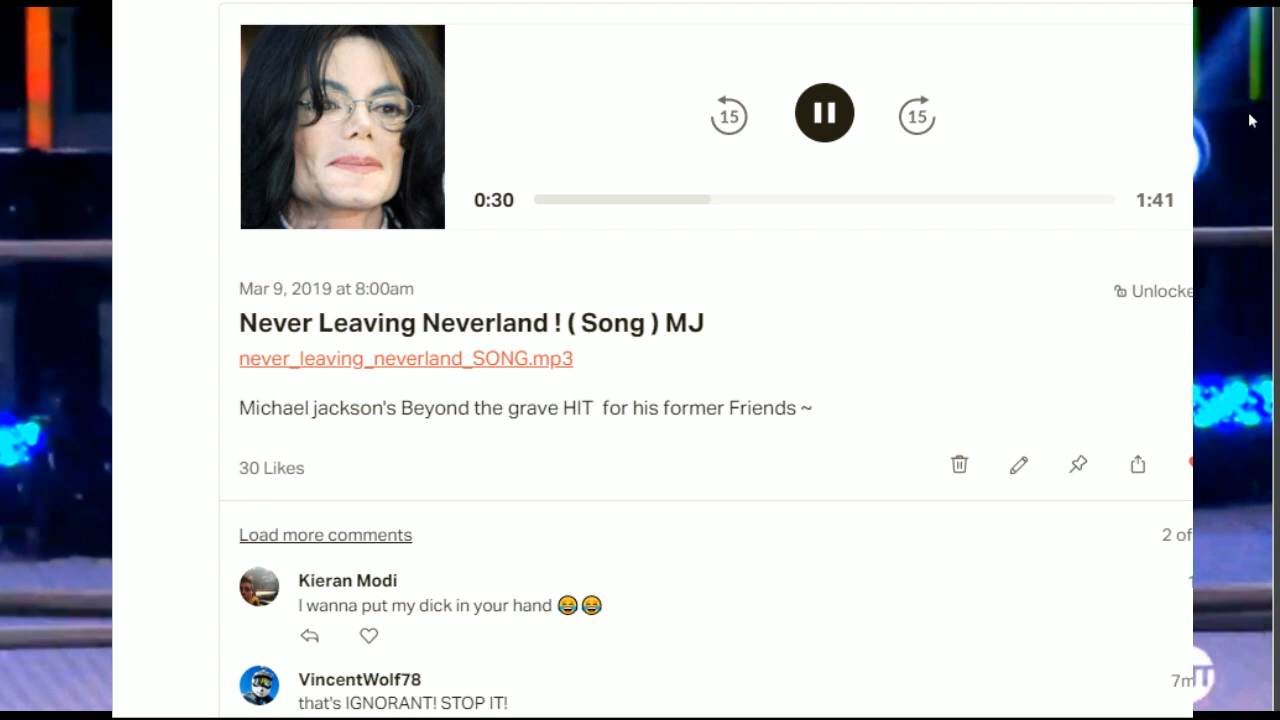 15
15
0:30
1:41
Mar 9, 2019 at 8:00am
Unlocke
Never Leaving Neverland ! ( Song ) MJ
never_leaving_neverland_SONG.mp3
Michael jackson's Beyond the grave HIT for his former Friends ~
30 Likes
Load more comments
2 of
Kieran Modi
I wanna put my dick in your hand 😂😂
VincentWolf78
7m
that's IGNORANT! STOP IT!